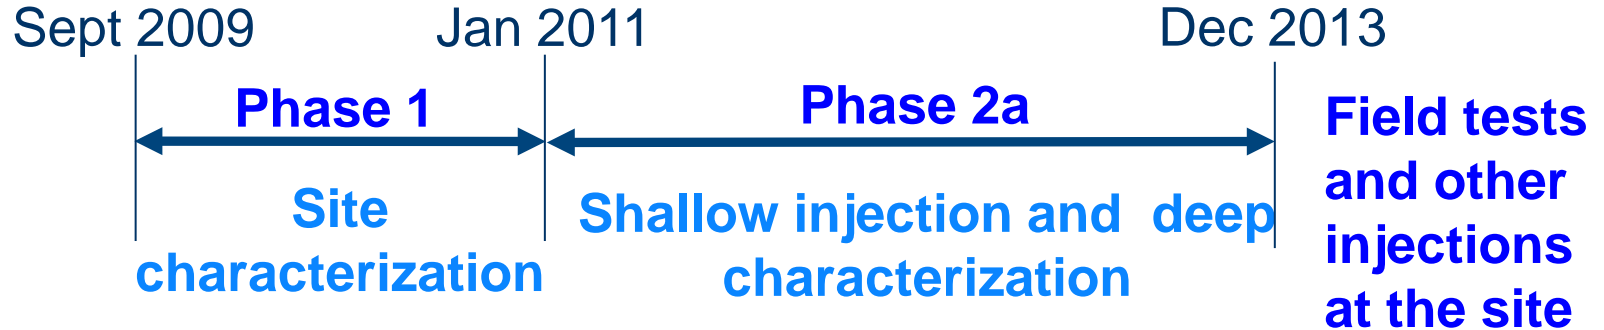 Sept 2009
Jan 2011
Dec 2013
Phase 1
Phase 2a
Site
characterization
Shallow injection and deep
characterization
Field tests
and other
injections
at the site